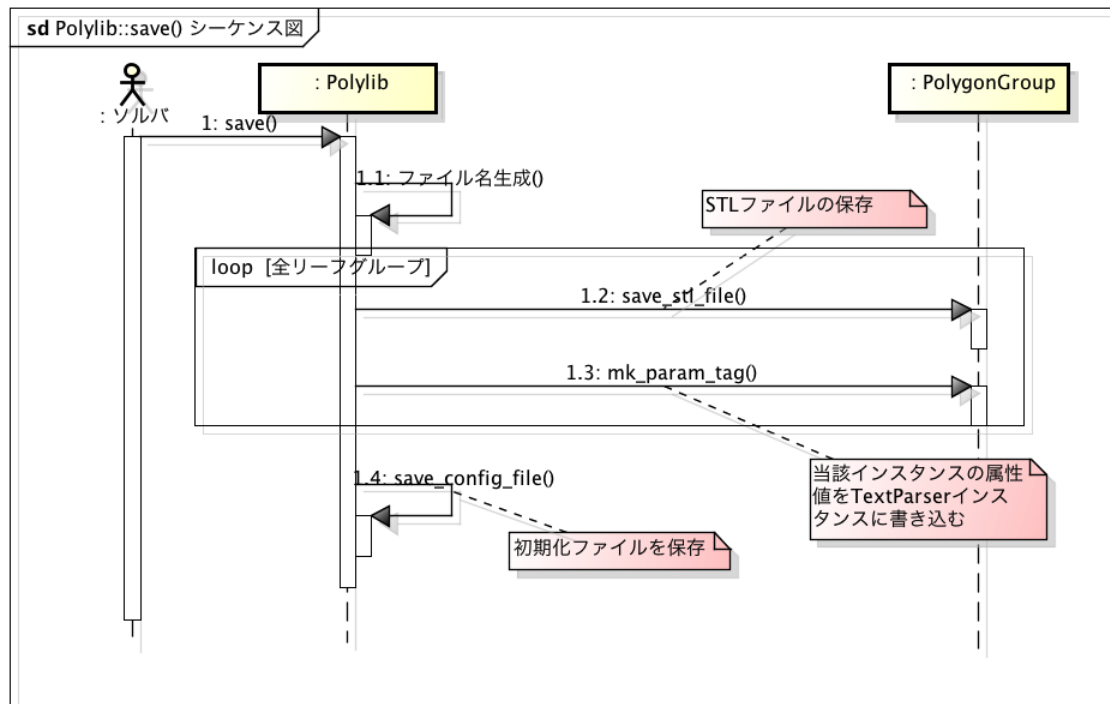 sd Polylib::save() シーケンス図
: ソルバ
: Polylib
: PolygonGroup
1: save()
1.1: ファイル名生成()
STLファイルの保存
loop [全リーフグループ]
1.2: save_stl_file()
1.3: mk_param_tag()
当該インスタンスの属性
値をTextParserインス
タンスに書き込む
1.4: save_config_file()
初期化ファイルを保存